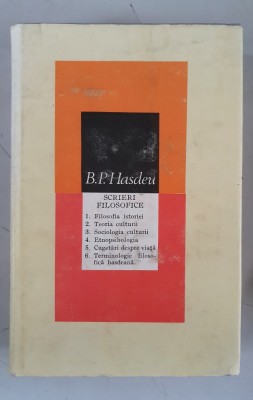 B.P. Hasdeu
SCRIERI
FILOSOFICE
1. Filosofia istoriei
2. Teoria culturii
3. Sociologia culturii
4. Etnopsihologia
5. Cugetări despre viață
6. Terminologie filoso-
fică hasdeană.